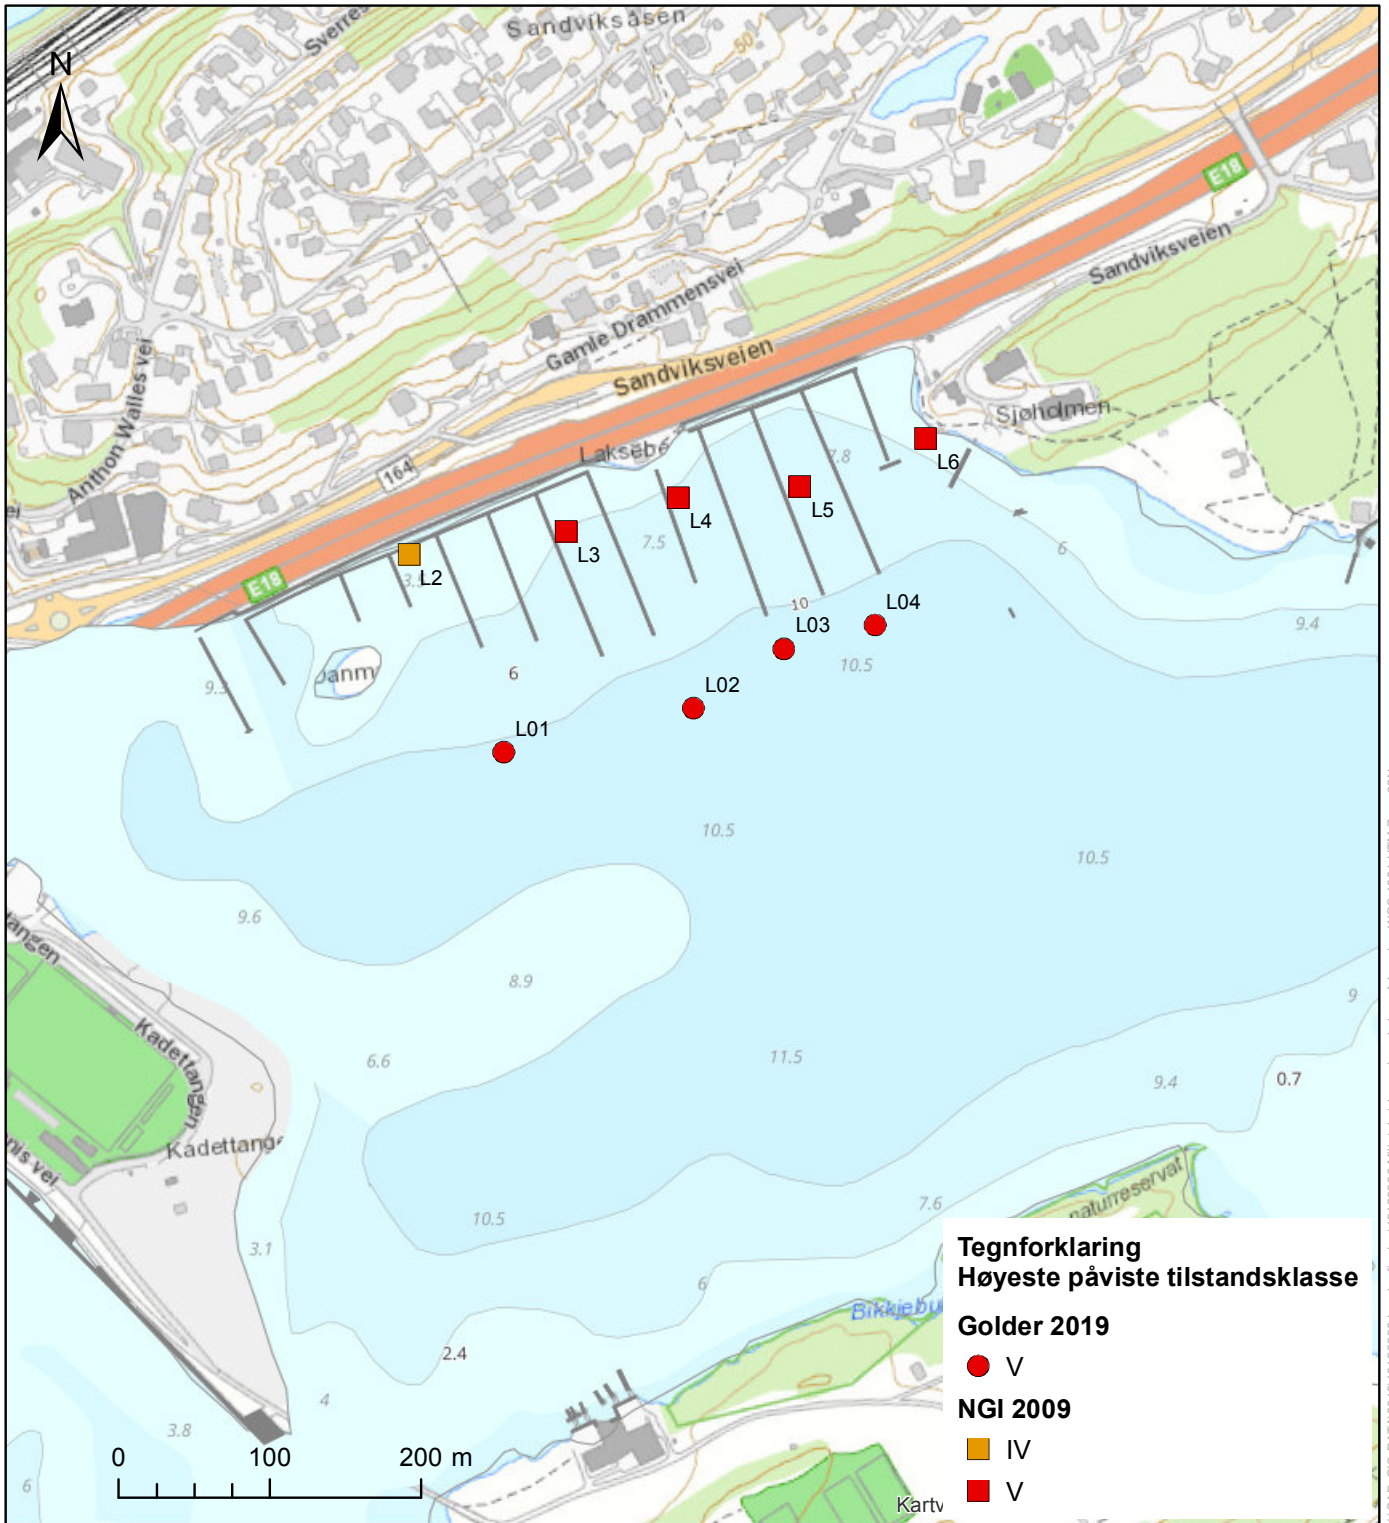 Sandviksåsen
N
50
E18
Sandviksveien
Gamle Drammensvei
Anthon Walles vei
Sandviksveien
Sjøholmen
164
7.8
L6
L5
L4
L3
7.5
L2
E18
6
10
L04
L03
9.4
10.5
9.3
6
L02
L01
10.5
10.5
9.6
8.9
9
Kadettangen
6.6
11.5
9.4
0.7
naturreservat
7.6
10.5
3.1
6
2.4
4
3.8
6
0 100 200 m
Tegnforklaring
Høyeste påviste tilstandsklasse
Golder 2019
V
NGI 2009
IV
V